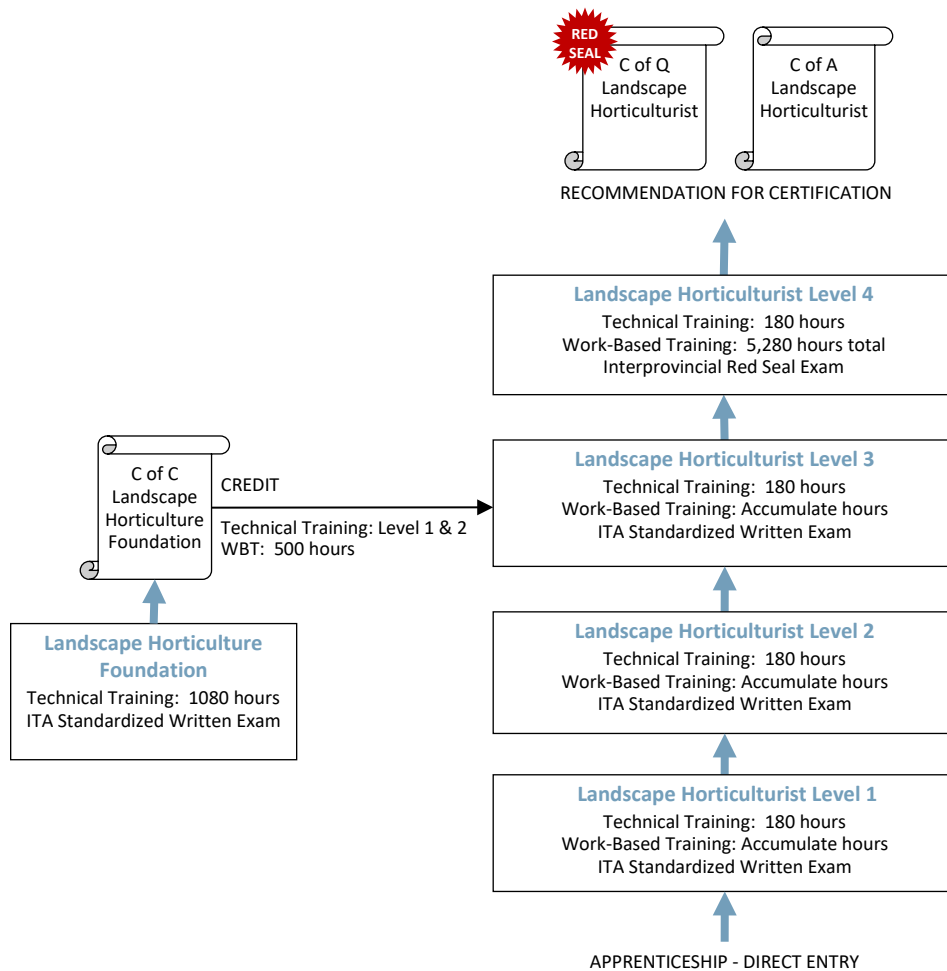 RED
SEAL
C of Q
Landscape
Horticulturist
C of A
Landscape
Horticulturist
RECOMMENDATION FOR CERTIFICATION
Landscape Horticulturist Level 4
Technical Training: 180 hours
Work-Based Training: 5,280 hours total
Interprovincial Red Seal Exam
C of C
Landscape
Horticulture
Foundation
CREDIT
Technical Training: Level 1 & 2
WBT: 500 hours
Landscape Horticulturist Level 3
Technical Training: 180 hours
Work-Based Training: Accumulate hours
ITA Standardized Written Exam
Landscape Horticulture
Foundation
Technical Training: 1080 hours
ITA Standardized Written Exam
Landscape Horticulturist Level 2
Technical Training: 180 hours
Work-Based Training: Accumulate hours
ITA Standardized Written Exam
Landscape Horticulturist Level 1
Technical Training: 180 hours
Work-Based Training: Accumulate hours
ITA Standardized Written Exam
APPRENTICESHIP - DIRECT ENTRY